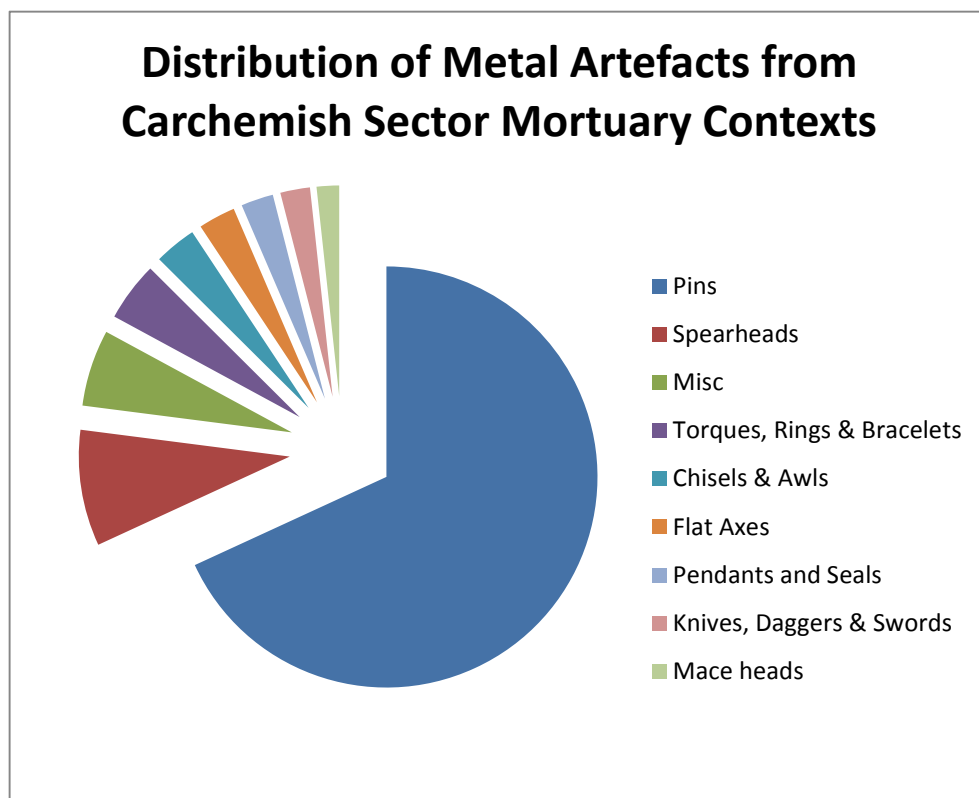 Distribution of Metal Artefacts from
Carchemish Sector Mortuary Contexts
Pins
Spearheads
Misc
Torques, Rings & Bracelets
Chisels & Awls
Flat Axes
Pendants and Seals
Knives, Daggers & Swords
Mace heads